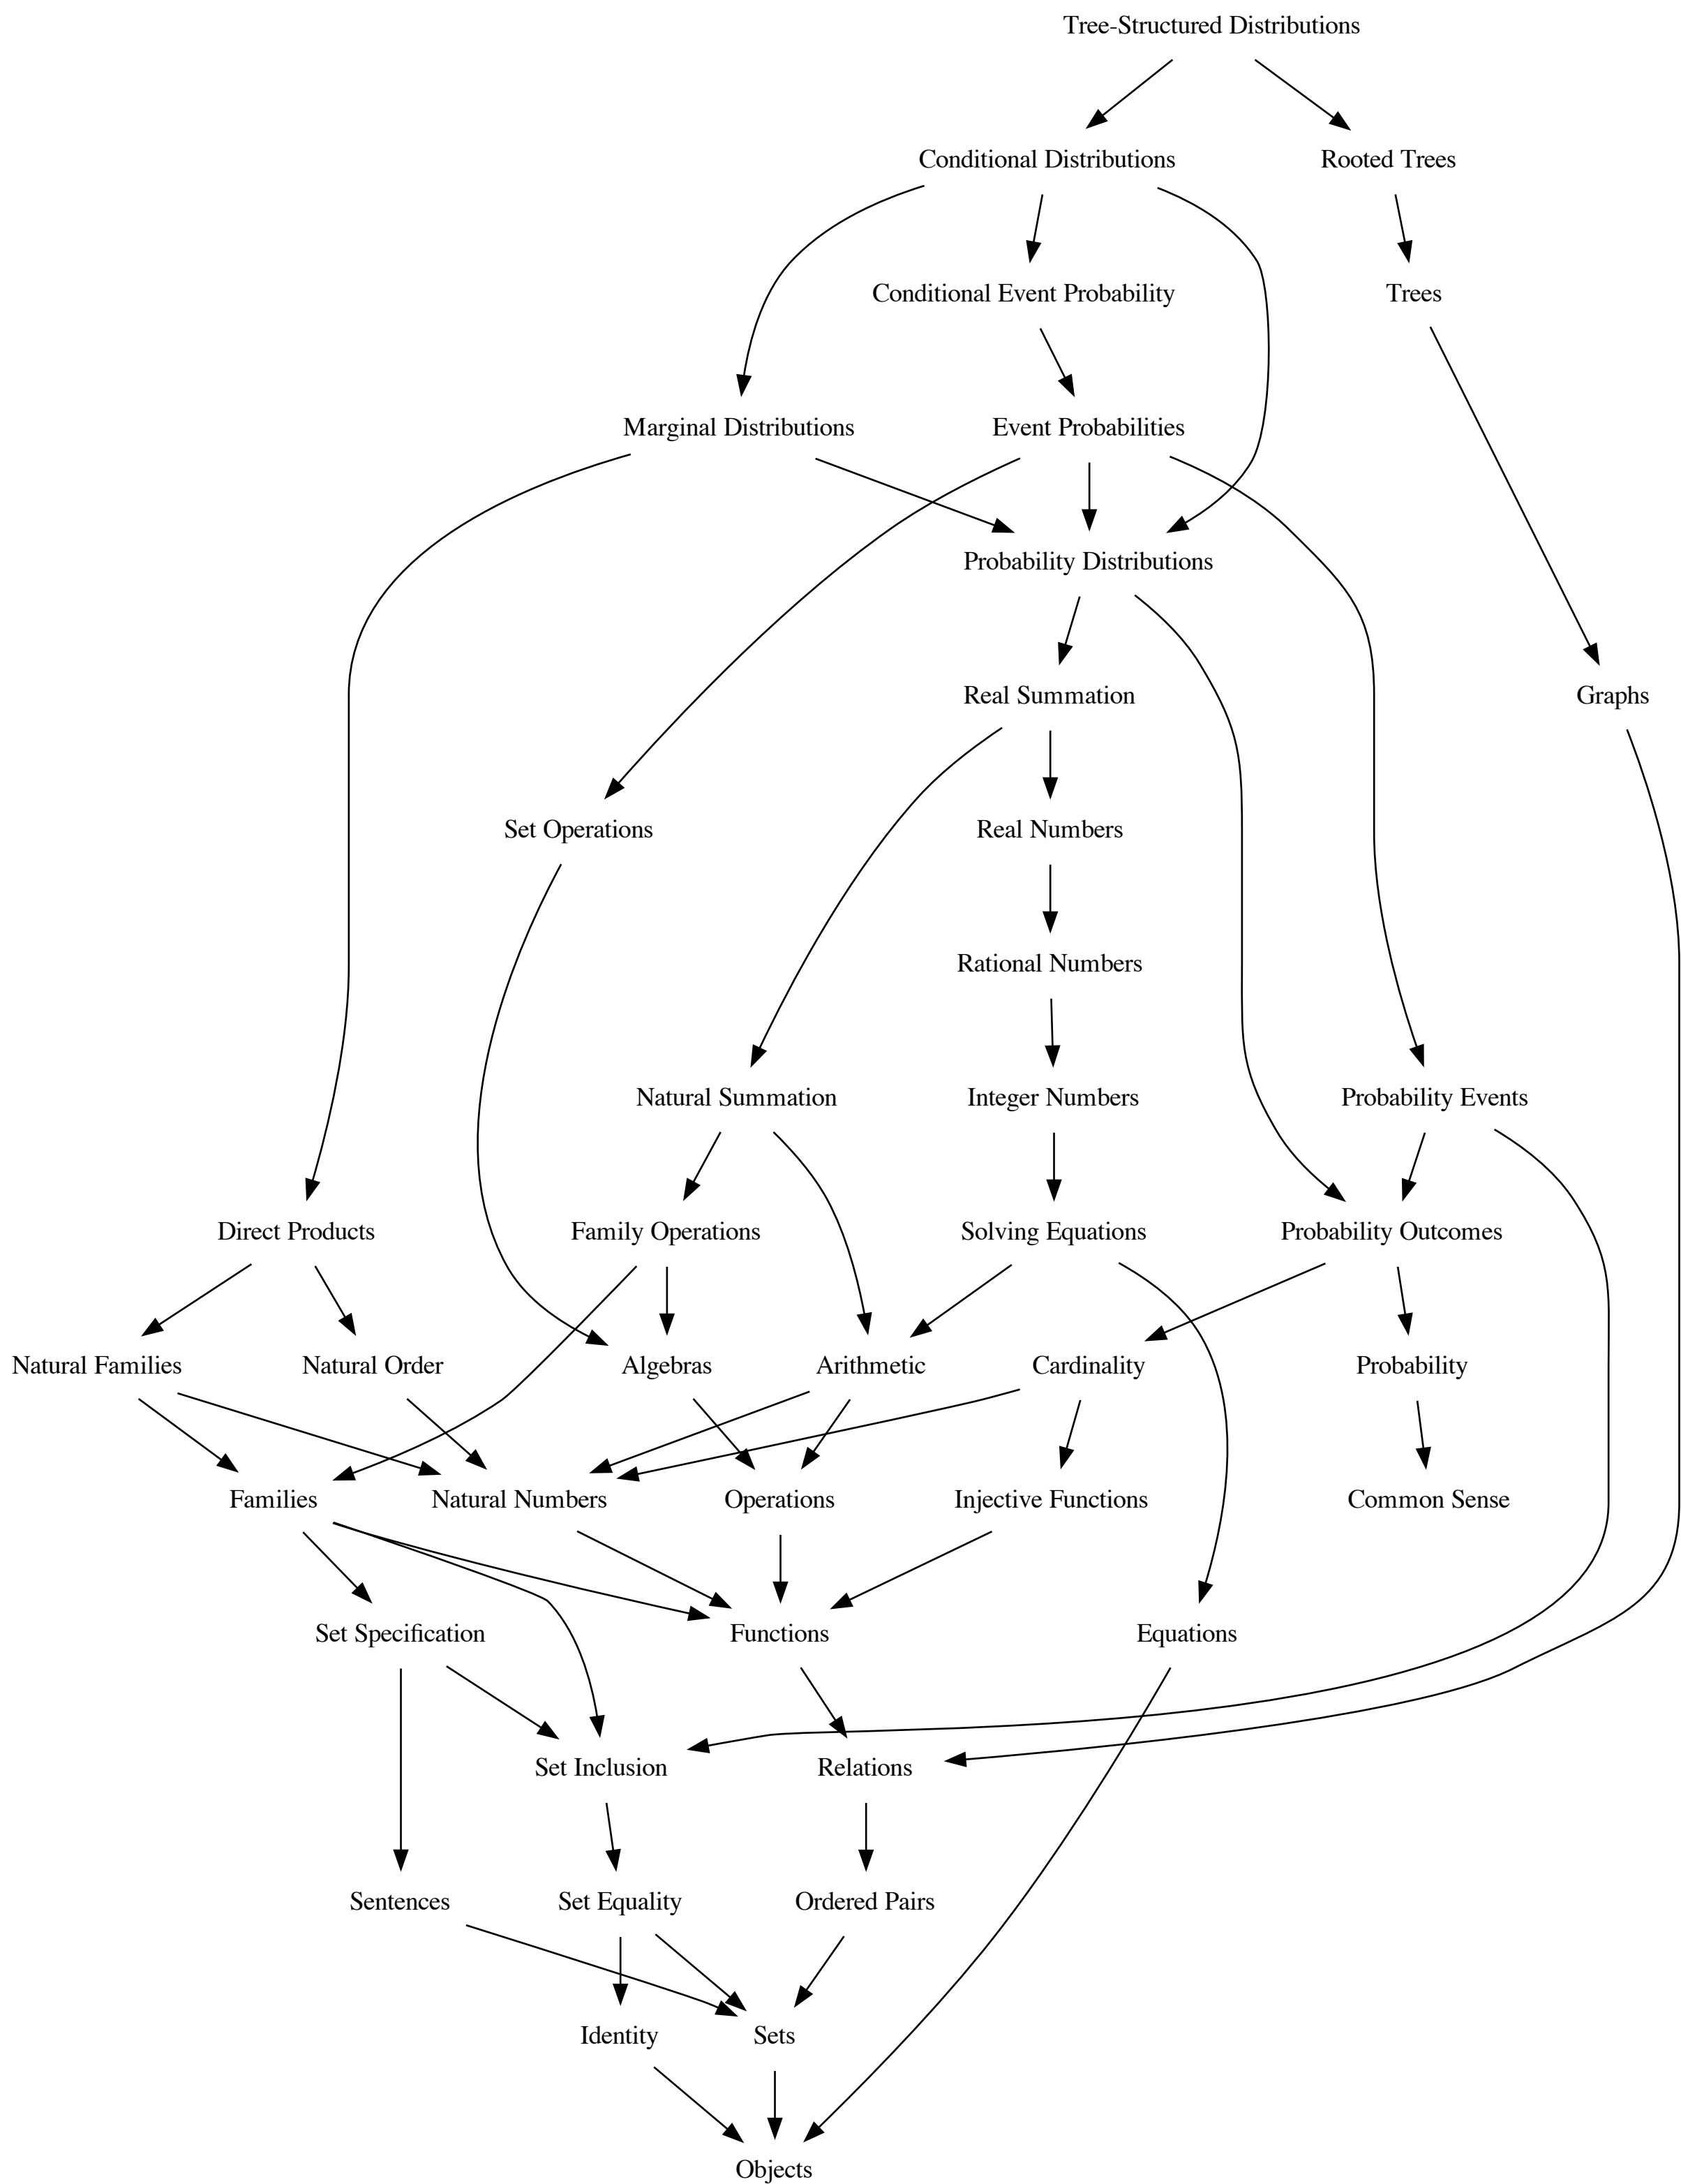 Tree-Structured Distributions
Conditional Distributions
Rooted Trees
Conditional Event Probability
Trees
Marginal Distributions
Event Probabilities
Probability Distributions
Real Summation
Graphs
Set Operations
Real Numbers
Rational Numbers
Natural Summation
Integer Numbers
Probability Events
Direct Products
Family Operations
Solving Equations
Probability Outcomes
Natural Families
Natural Order
Algebras
Arithmetic
Cardinality
Probability
Families
Natural Numbers
Operations
Injective Functions
Common Sense
Set Specification
Functions
Equations
Set Inclusion
Relations
Sentences
Set Equality
Ordered Pairs
Identity
Sets
Objects